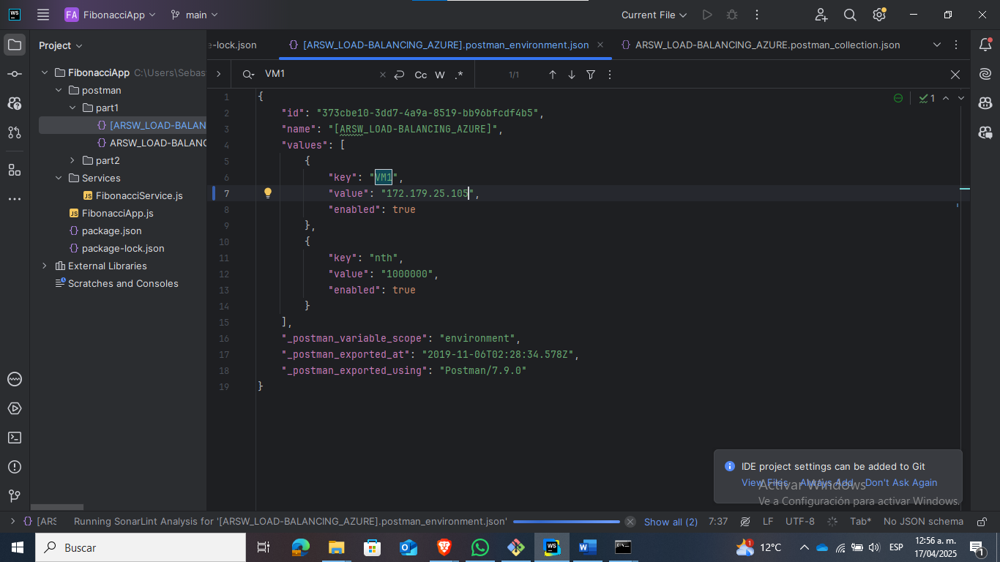 WS
FA
FibonacciApp
main
Current File
Project
e-lock.json
{} [ARSW_LOAD-BALANCING_AZURE].postman_environment.json ×
{} ARSW_LOAD-BALANCING_AZURE.postman_collection.json
FibonacciApp C:\Users\Sebas
postman
part1
{} [ARSW_LOAD-BALAN
{} ARSW_LOAD-BALANC
part2
Services
JS FibonacciService.js
JS FibonacciApp.js
{} package.json
{} package-lock.json
External Libraries
Scratches and Consoles
VM1
× Cc W .*
1/1
1
1 {
2 "id": "373cbe10-3dd7-4a9a-8519-bb96bfcdf4b5",
3 "name": "[ARSW_LOAD-BALANCING_AZURE]",
4 "values": [
5 {
6 "key": "VM1",
7 "value": "172.179.25.105",
8 "enabled": true
9 },
10 {
11 "key": "nth",
12 "value": "1000000",
13 "enabled": true
14 }
15 ],
16 "_postman_variable_scope": "environment",
17 "_postman_exported_at": "2019-11-06T02:28:34.578Z",
18 "_postman_exported_using": "Postman/7.9.0"
19 }
IDE project settings can be added to Git
View Files Always Add Don't Ask Again
Activar Windows
Ve a Configuración para activar Windows.
{} [ARS
Running SonarLint Analysis for '[ARSW_LOAD-BALANCING_AZURE].postman_environment.json'
Show all (2)
7:37
LF
UTF-8
Tab*
No JSON schema
Buscar
WS
1
12°C
ESP
12:56 a. m.
17/04/2025
1